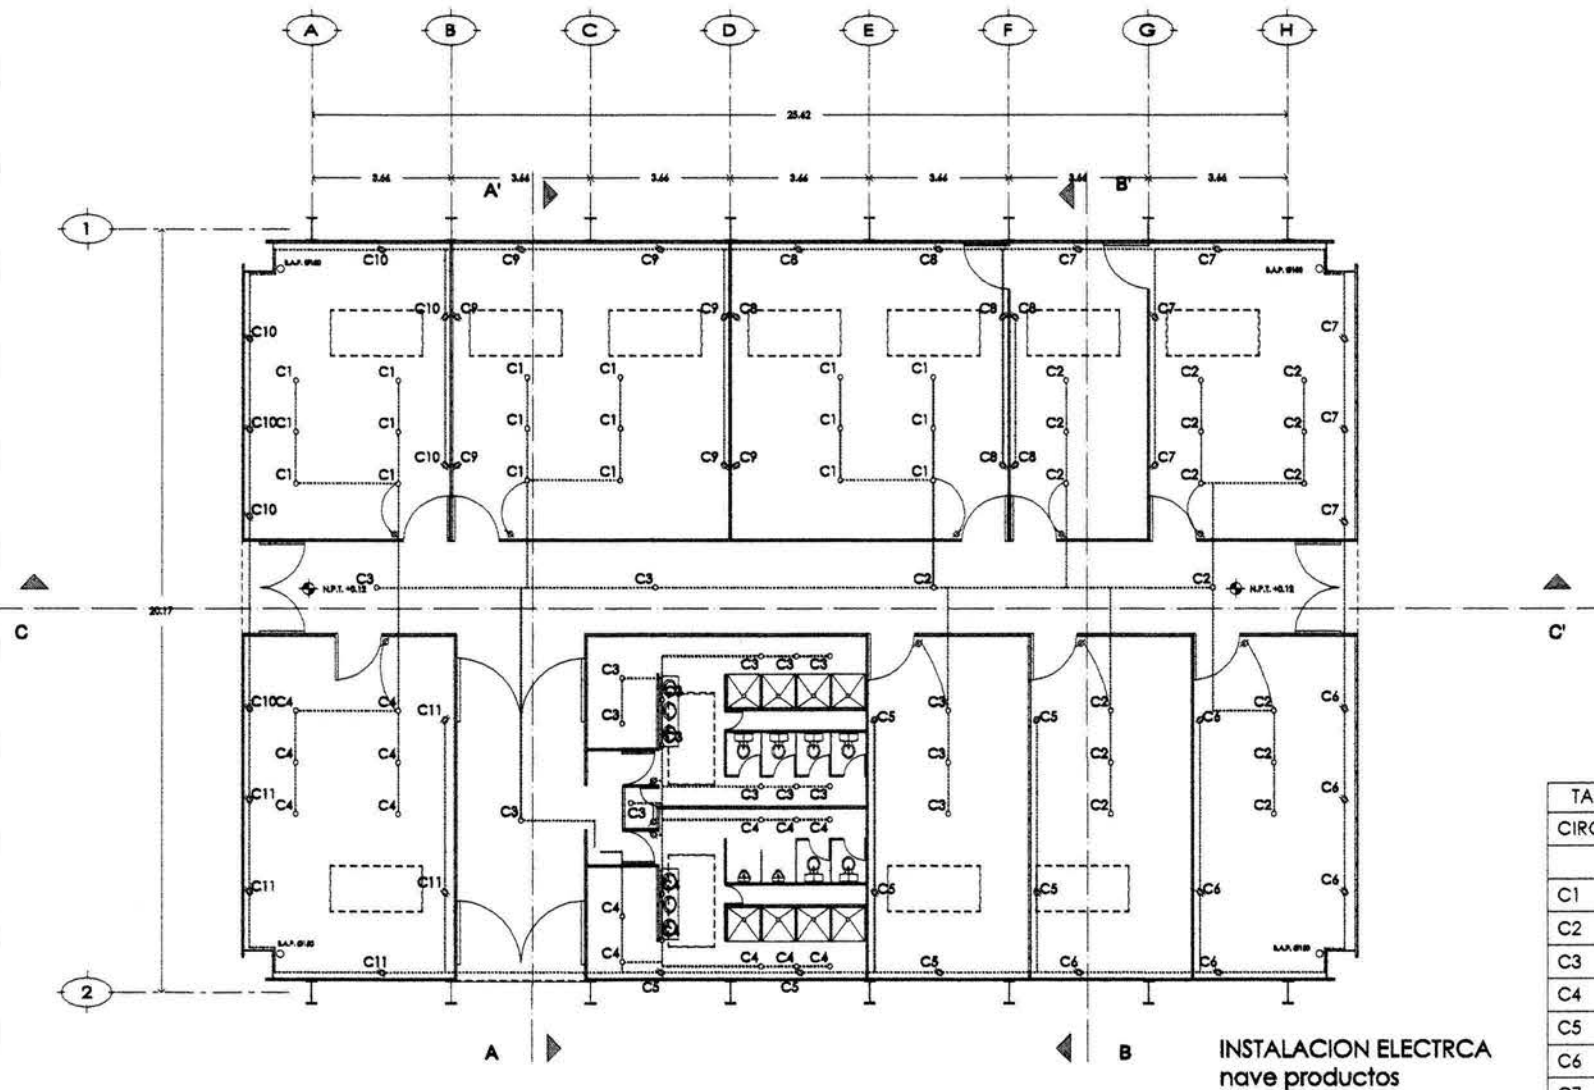 A B C D E F G H
25.62
3.66 3.66 3.66 3.66 3.66 3.66 3.66
A' B'
1
C10 C9 C9 C8 C8 C7 C7
B.A.P. Ø150 B.A.P. Ø150
C10 C9 C9 C8 C8 C8 C7
C10 C7
C1 C1 C1 C1 C1 C1 C2 C2 C2
C10 C1 C1 C1 C1 C1 C1 C2 C2 C2 C7
C10 C9 C9 C8 C8 C8 C7
C1 C1 C1 C1 C1 C1 C2 C2 C2
C10 C7
C3 C3 C2 C2
N.P.T. +0.12 N.P.T. +0.12
20.17
C C'
C3 C3 C3
C3 C3
C10 C4 C4 C11 C3 C5 C3 C5 C2 C6 C2 C6
C3
C4 C4 C3 C2 C2
C3 C3 C3
C11 C6
C4 C4 C3 C3 C3 C2 C2
C4 C4 C4
C11 C11 C5 C5 C6 C6
C4
B.A.P. Ø150 B.A.P. Ø150
C4 C4 C4 C4
C11 C5 C6 C6
C5 C5
2
A B
INSTALACION ELECTRCA
nave productos
TA
CIRC
C1
C2
C3
C4
C5
C6